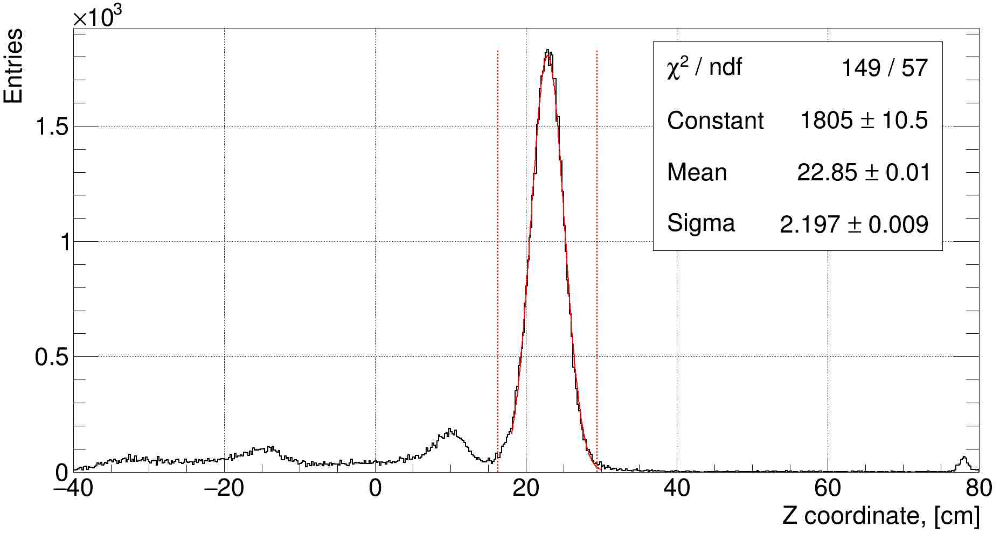 ×10³
Entries
1.5
1
0.5
0
−40 −20 0 20 40 60 80
Z coordinate, [cm]
χ² / ndf 149 / 57
Constant 1805 ± 10.5
Mean 22.85 ± 0.01
Sigma 2.197 ± 0.009